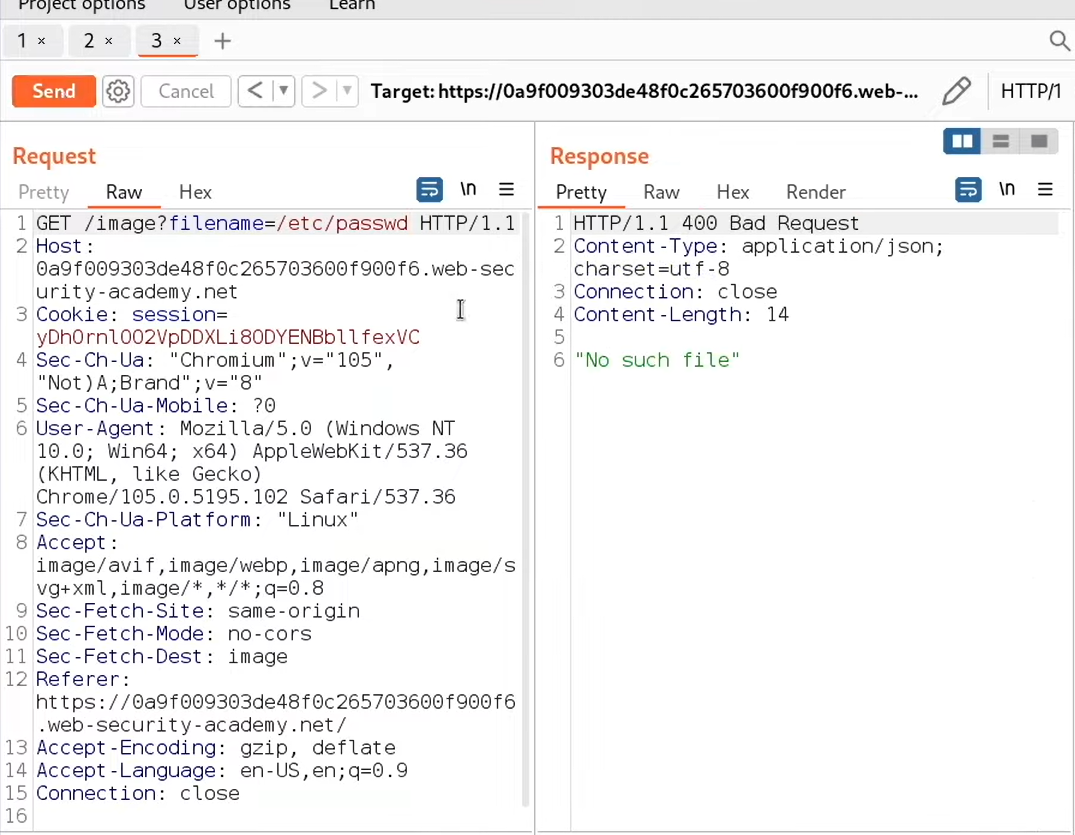 Project options User options Learn
1 × 2 × 3 × +
Send Cancel < ▼ > ▼ Target: https://0a9f009303de48f0c265703600f900f6.web-... HTTP/1
Request
Pretty Raw Hex \n
1 GET /image?filename=/etc/passwd HTTP/1.1
2 Host:
0a9f009303de48f0c265703600f900f6.web-sec
urity-academy.net
3 Cookie: session=
yDhOrnlOO2VpDDXLi8ODYENBbllfexVC
4 Sec-Ch-Ua: "Chromium";v="105",
"Not)A;Brand";v="8"
5 Sec-Ch-Ua-Mobile: ?0
6 User-Agent: Mozilla/5.0 (Windows NT
10.0; Win64; x64) AppleWebKit/537.36
(KHTML, like Gecko)
Chrome/105.0.5195.102 Safari/537.36
7 Sec-Ch-Ua-Platform: "Linux"
8 Accept:
image/avif,image/webp,image/apng,image/s
vg+xml,image/*,*/*;q=0.8
9 Sec-Fetch-Site: same-origin
10 Sec-Fetch-Mode: no-cors
11 Sec-Fetch-Dest: image
12 Referer:
https://0a9f009303de48f0c265703600f900f6
.web-security-academy.net/
13 Accept-Encoding: gzip, deflate
14 Accept-Language: en-US,en;q=0.9
15 Connection: close
16
Response
Pretty Raw Hex Render \n
1 HTTP/1.1 400 Bad Request
2 Content-Type: application/json;
charset=utf-8
3 Connection: close
4 Content-Length: 14
5
6 "No such file"